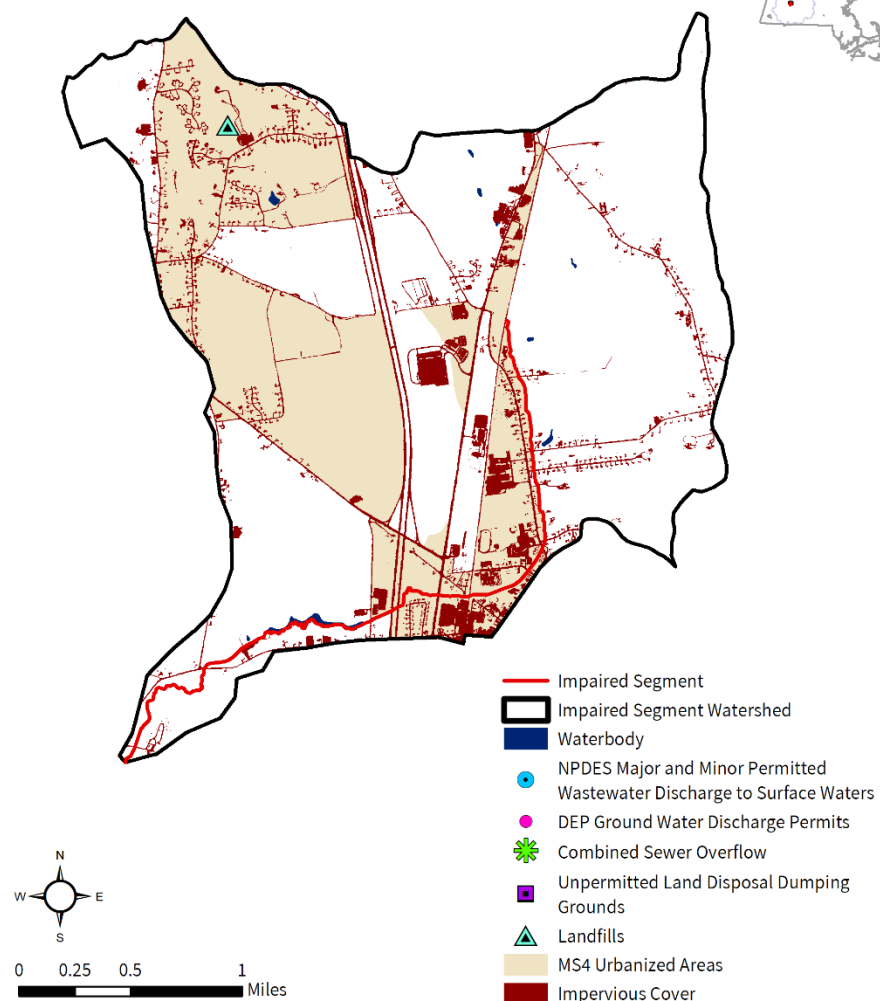 Impaired Segment
Impaired Segment Watershed
Waterbody
NPDES Major and Minor Permitted
Wastewater Discharge to Surface Waters
DEP Ground Water Discharge Permits
Combined Sewer Overflow
Unpermitted Land Disposal Dumping
Grounds
Landfills
MS4 Urbanized Areas
Impervious Cover
N
W E
S
0 0.25 0.5 1
Miles